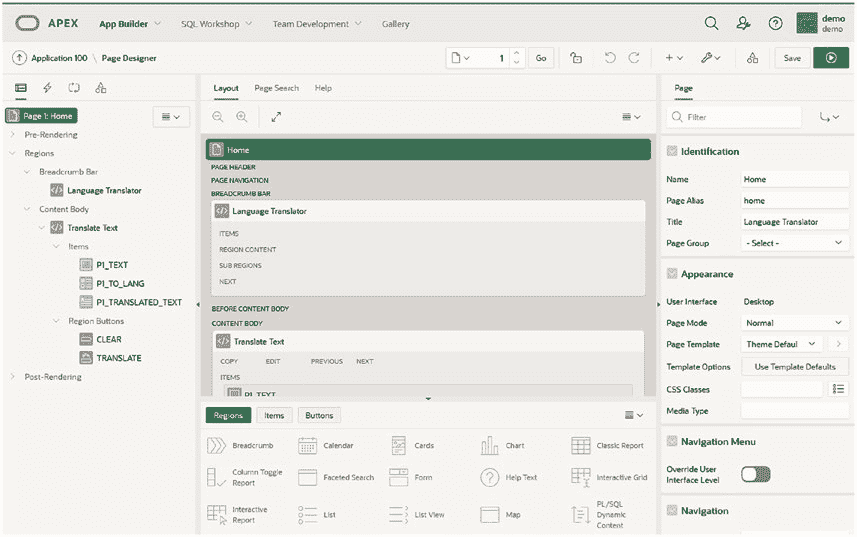 APEX App Builder SQL Workshop Team Development Gallery demo
demo
Application 100 \ Page Designer 1 Go Save
Layout Page Search Help Page
Page 1: Home
Filter
Pre-Rendering
Regions
Breadcrumb Bar
Language Translator
Content Body
Translate Text
Items
P1_TEXT
P1_TO_LANG
P1_TRANSLATED_TEXT
Region Buttons
CLEAR
TRANSLATE
Post-Rendering
Home
PAGE HEADER
PAGE NAVIGATION
BREADCRUMB BAR
Language Translator
ITEMS
REGION CONTENT
SUB REGIONS
NEXT
BEFORE CONTENT BODY
CONTENT BODY
Translate Text
COPY EDIT PREVIOUS NEXT
ITEMS
P1_TEXT
Regions Items Buttons
Breadcrumb Calendar Cards Chart Classic Report
Column Toggle
Report Faceted Search Form Help Text Interactive Grid
Interactive
Report List List View Map PL/SQL
Dynamic
Content
Identification
Name Home
Page Alias home
Title Language Translator
Page Group - Select -
Appearance
User Interface Desktop
Page Mode Normal
Page Template Theme Defaul
Template Options Use Template Defaults
CSS Classes
Media Type
Navigation Menu
Override User
Interface Level
Navigation